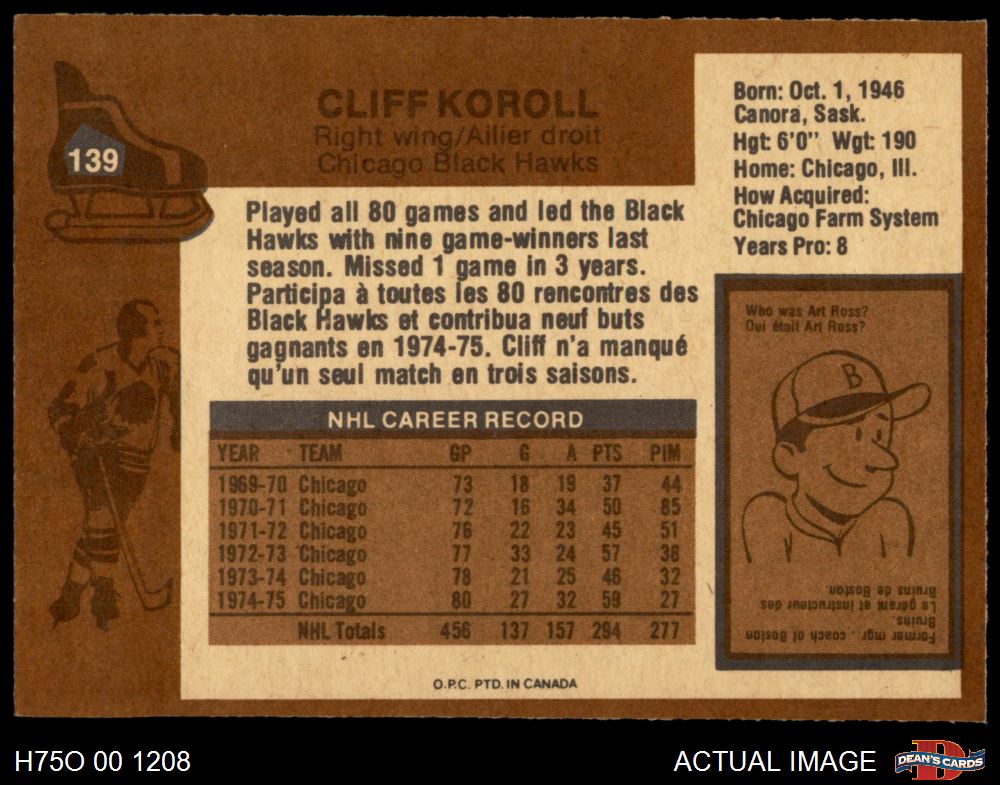 139
CLIFF KOROLL
Right wing/Ailier droit
Chicago Black Hawks
Born: Oct. 1, 1946
Canora, Sask.
Hgt: 6'0" Wgt: 190
Home: Chicago, Ill.
How Acquired:
Chicago Farm System
Years Pro: 8
Played all 80 games and led the Black
Hawks with nine game-winners last
season. Missed 1 game in 3 years.
Participa à toutes les 80 rencontres des
Black Hawks et contribua neuf buts
gagnants en 1974-75. Cliff n'a manqué
qu'un seul match en trois saisons.
NHL CAREER RECORD
YEAR TEAM GP G A PTS PIM
1969-70 Chicago 73 18 19 37 44
1970-71 Chicago 72 16 34 50 85
1971-72 Chicago 76 22 23 45 51
1972-73 Chicago 77 33 24 57 38
1973-74 Chicago 78 21 25 46 32
1974-75 Chicago 80 27 32 59 27
NHL Totals 456 137 157 294 277
O.P.C. PTD. IN CANADA
Who was Art Ross?
Qui était Art Ross?
B
Former mgr., coach of Boston
Bruins.
Le gérant et instructeur des
Bruins de Boston.
H75O 00 1208
ACTUAL IMAGE
DEAN'S CARDS